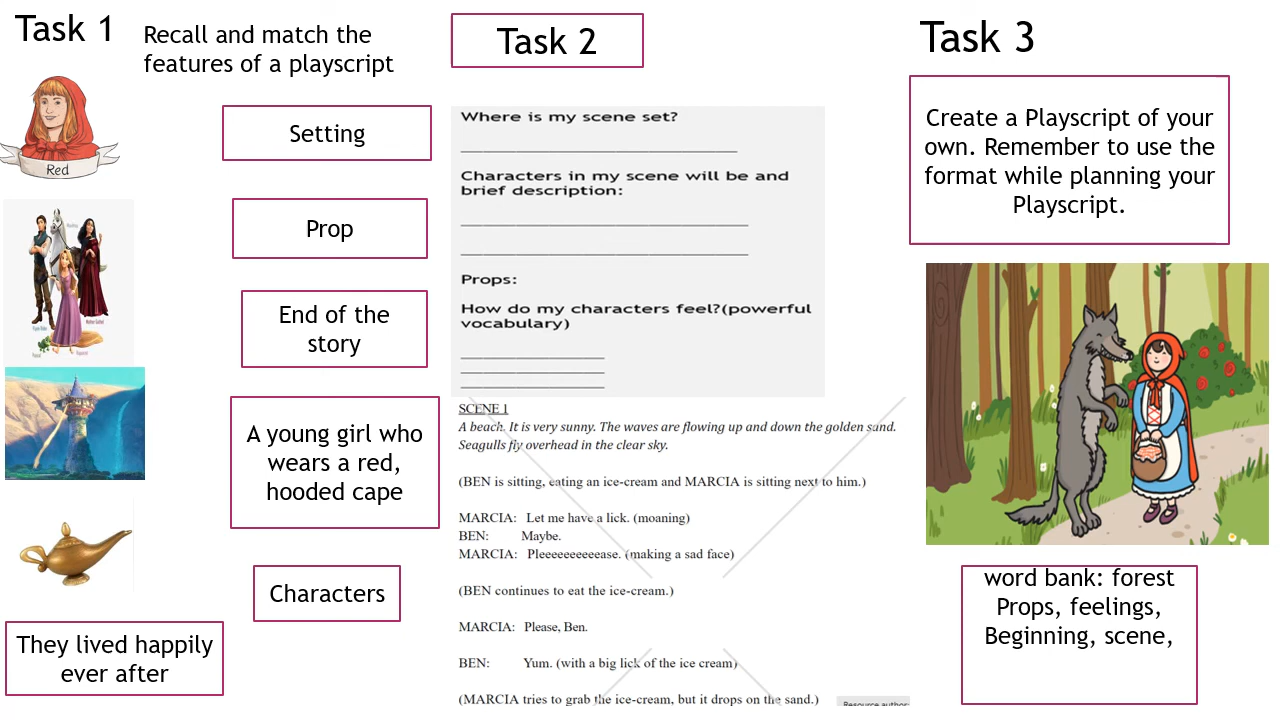 Task 1
Recall and match the
features of a playscript
Red
Setting
Prop
End of the
story
A young girl who
wears a red,
hooded cape
Characters
They lived happily
ever after
Task 2
Where is my scene set?
Characters in my scene will be and
brief description:
Props:
How do my characters feel?(powerful
vocabulary)
SCENE 1
A beach. It is very sunny. The waves are flowing up and down the golden sand.
Seagulls fly overhead in the clear sky.
(BEN is sitting, eating an ice-cream and MARCIA is sitting next to him.)
MARCIA: Let me have a lick. (moaning)
BEN: Maybe.
MARCIA: Pleeeeeeeeeease. (making a sad face)
(BEN continues to eat the ice-cream.)
MARCIA: Please, Ben.
BEN: Yum. (with a big lick of the ice cream)
(MARCIA tries to grab the ice-cream, but it drops on the sand.)
Resource author:
Task 3
Create a Playscript of your
own. Remember to use the
format while planning your
Playscript.
word bank: forest
Props, feelings,
Beginning, scene,